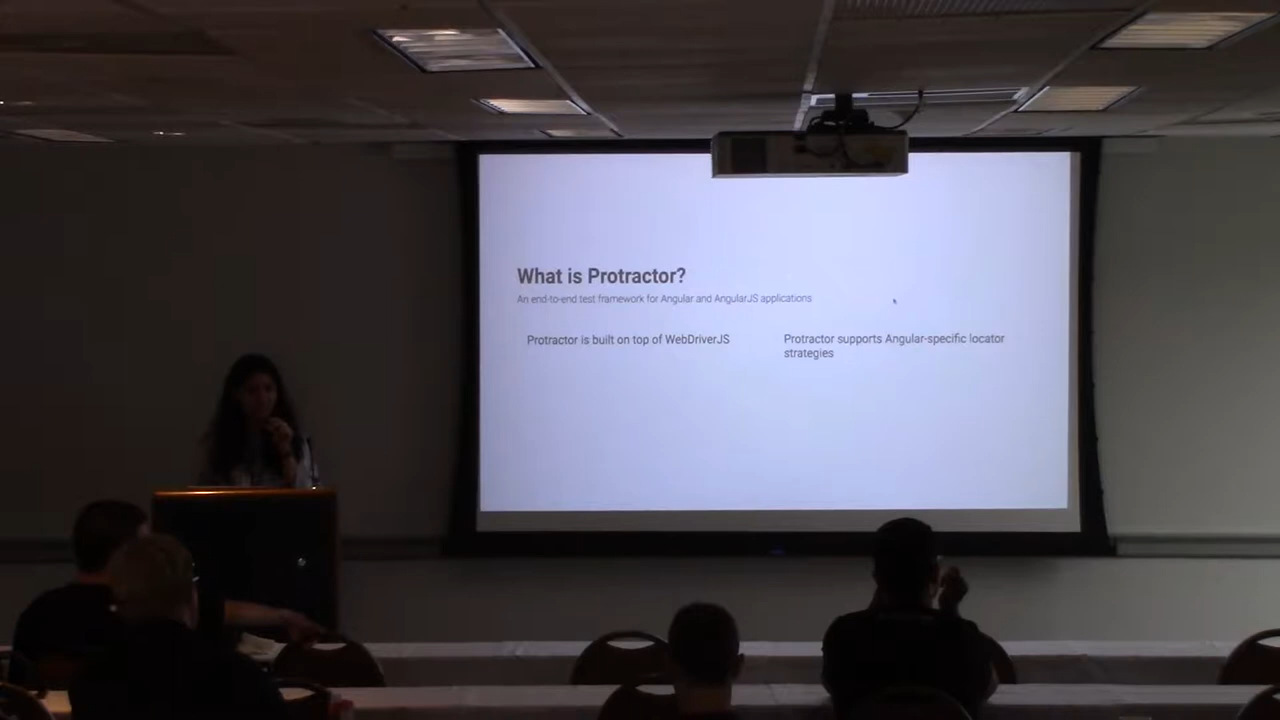 What is Protractor?
An end-to-end test framework for Angular and AngularJS applications
Protractor is built on top of WebDriverJS
Protractor supports Angular-specific locator
strategies